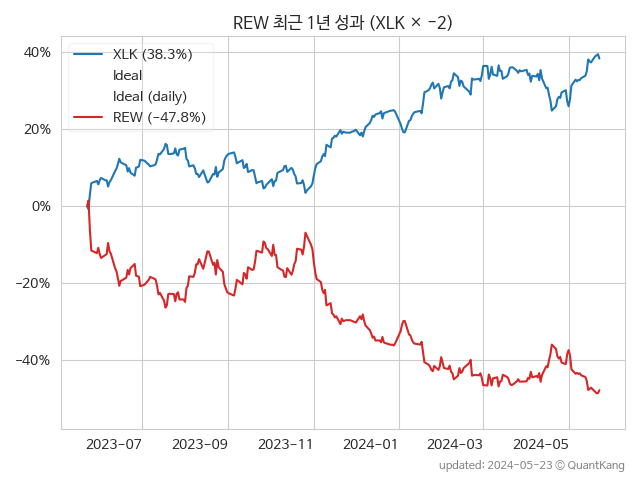 REW 최근 1년 성과 (XLK × -2)
XLK (38.3%)
Ideal
Ideal (daily)
REW (−47.8%)
40%
20%
0%
−20%
−40%
2023-07
2023-09
2023-11
2024-01
2024-03
2024-05
updated: 2024-05-23 © QuantKang